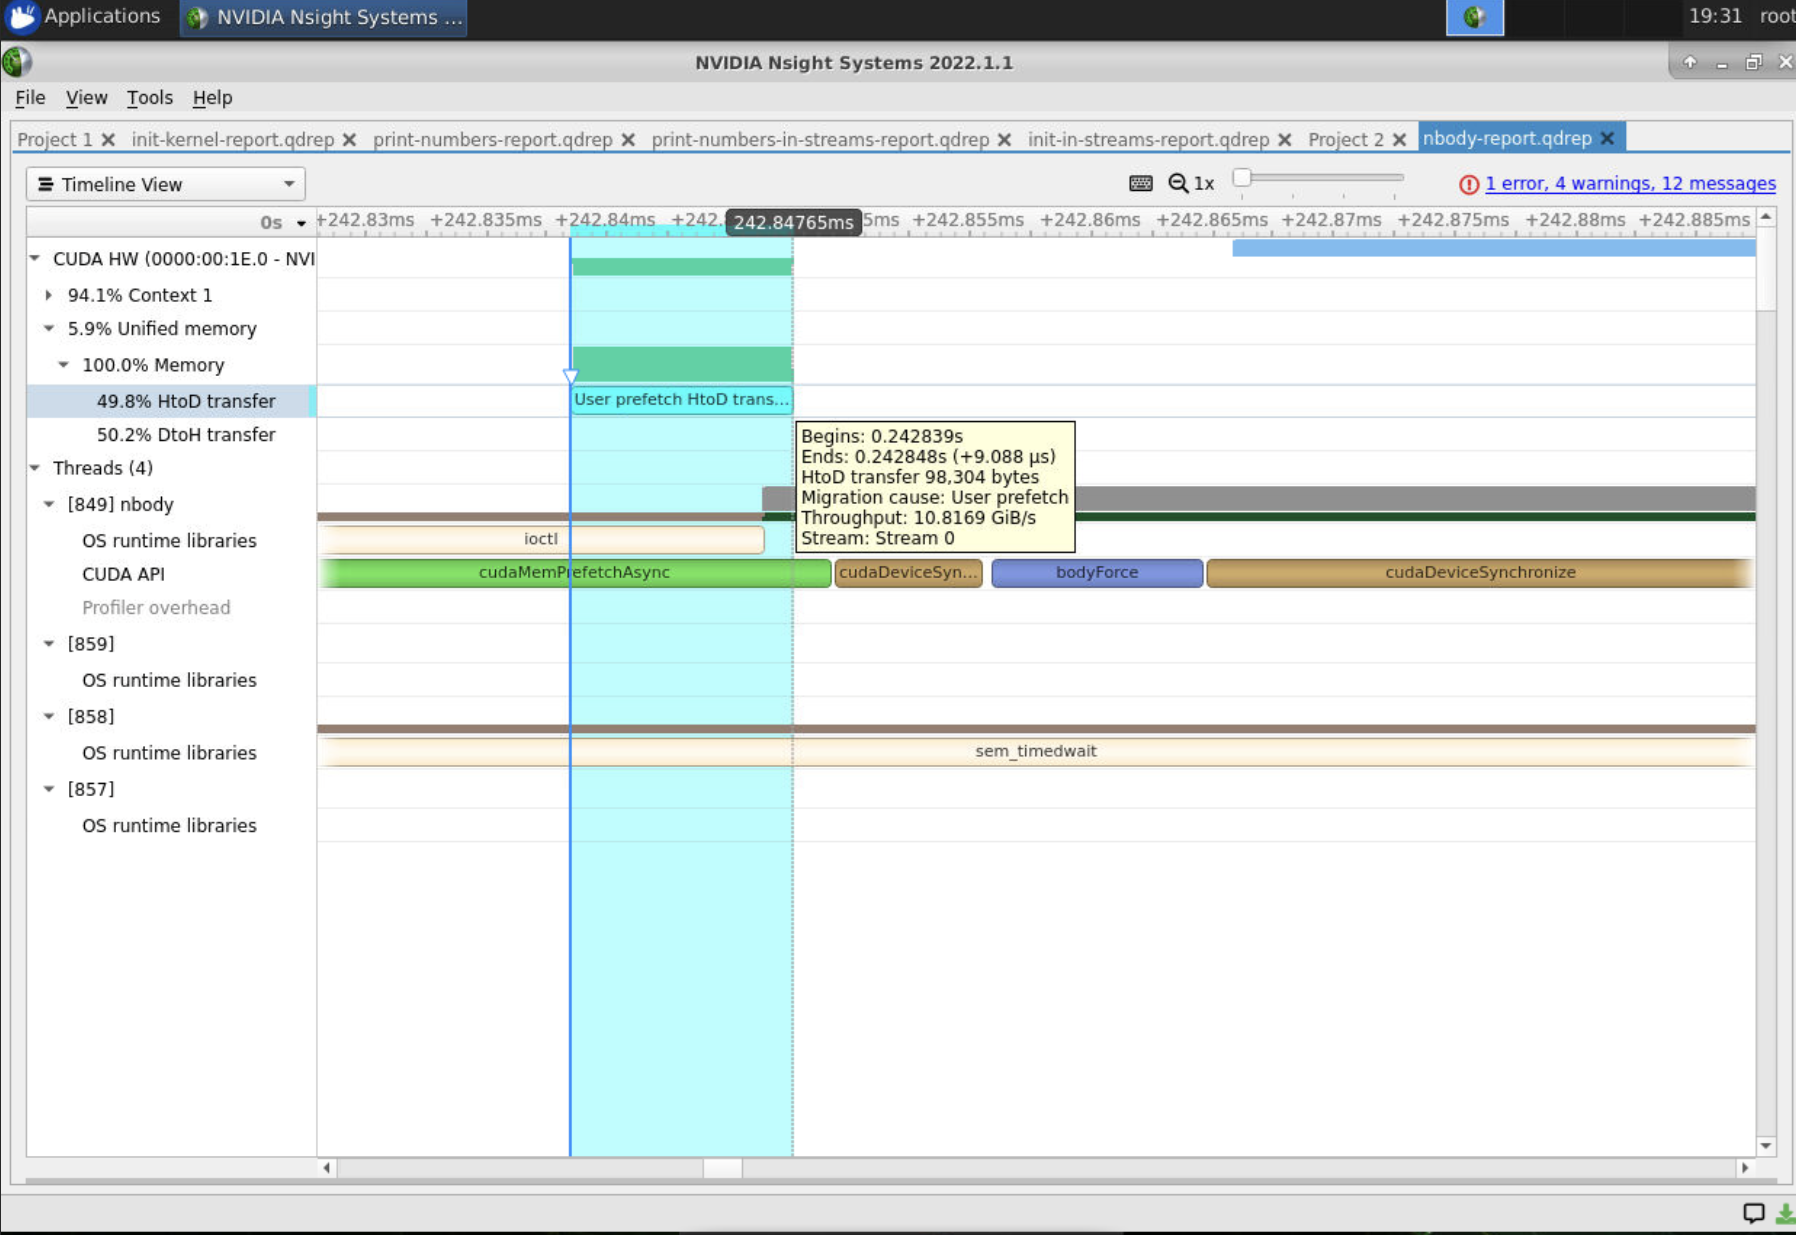 Applications NVIDIA Nsight Systems ... 19:31 root
NVIDIA Nsight Systems 2022.1.1
File View Tools Help
Project 1 init-kernel-report.qdrep print-numbers-report.qdrep print-numbers-in-streams-report.qdrep init-in-streams-report.qdrep Project 2 nbody-report.qdrep
Timeline View 1x 1 error, 4 warnings, 12 messages
0s +242.83ms +242.835ms +242.84ms +242. 242.84765ms 5ms +242.855ms +242.86ms +242.865ms +242.87ms +242.875ms +242.88ms +242.885ms
CUDA HW (0000:00:1E.0 - NVI
94.1% Context 1
5.9% Unified memory
100.0% Memory
49.8% HtoD transfer User prefetch HtoD trans...
50.2% DtoH transfer
Begins: 0.242839s
Ends: 0.242848s (+9.088 µs)
HtoD transfer 98,304 bytes
Migration cause: User prefetch
Throughput: 10.8169 GiB/s
Stream: Stream 0
Threads (4)
[849] nbody
OS runtime libraries ioctl
CUDA API cudaMemPrefetchAsync cudaDeviceSyn... bodyForce cudaDeviceSynchronize
Profiler overhead
[859]
OS runtime libraries
[858]
OS runtime libraries sem_timedwait
[857]
OS runtime libraries